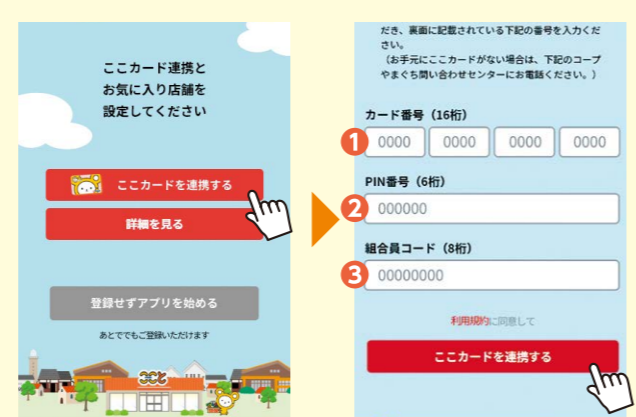 ここカード連携と
お気に入り店舗を
設定してください
ここカードを連携する
詳細を見る
登録せずアプリを始める
あとででもご登録いただけます
ここと
だき、裏面に記載されている下記の番号を入力くだ
さい。
（お手元にここカードがない場合は、下記のコープ
やまぐち問い合わせセンターにお電話ください。）
カード番号（16桁）
1 0000 0000 0000 0000
PIN番号（6桁）
2 000000
組合員コード（8桁）
3 00000000
利用規約に同意して
ここカードを連携する